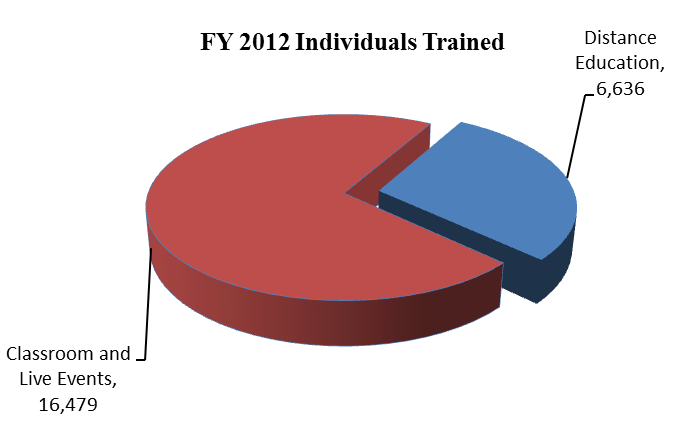 FY 2012 Individuals Trained
Distance
Education,
6,636
Classroom and
Live Events,
16,479